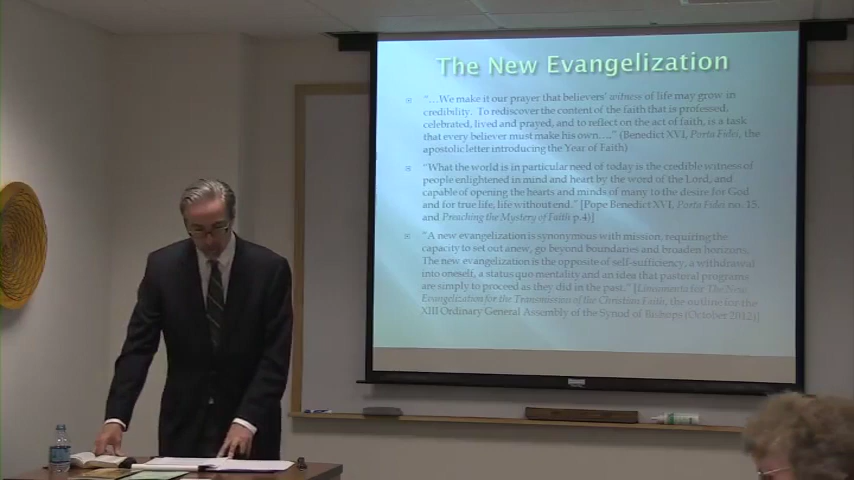 The New Evangelization
"…We make it our prayer that believers' witness of life may grow in
credibility. To rediscover the content of the faith that is professed,
celebrated, lived and prayed, and to reflect on the act of faith, is a task
that every believer must make his own…." (Benedict XVI, Porta Fidei, the
apostolic letter introducing the Year of Faith)
"What the world is in particular need of today is the credible witness of
people enlightened in mind and heart by the word of the Lord, and
capable of opening the hearts and minds of many to the desire for God
and for true life, life without end." [Pope Benedict XVI, Porta Fidei no. 15,
and Preaching the Mystery of Faith p.4)]
"A new evangelization is synonymous with mission, requiring the
capacity to set out anew, go beyond boundaries and broaden horizons.
The new evangelization is the opposite of self-sufficiency, a withdrawal
into oneself, a status quo mentality and an idea that pastoral programs
are simply to proceed as they did in the past." [Lineamenta for The New
Evangelization for the Transmission of the Christian Faith, the outline for the
XIII Ordinary General Assembly of the Synod of Bishops (October 2012)]